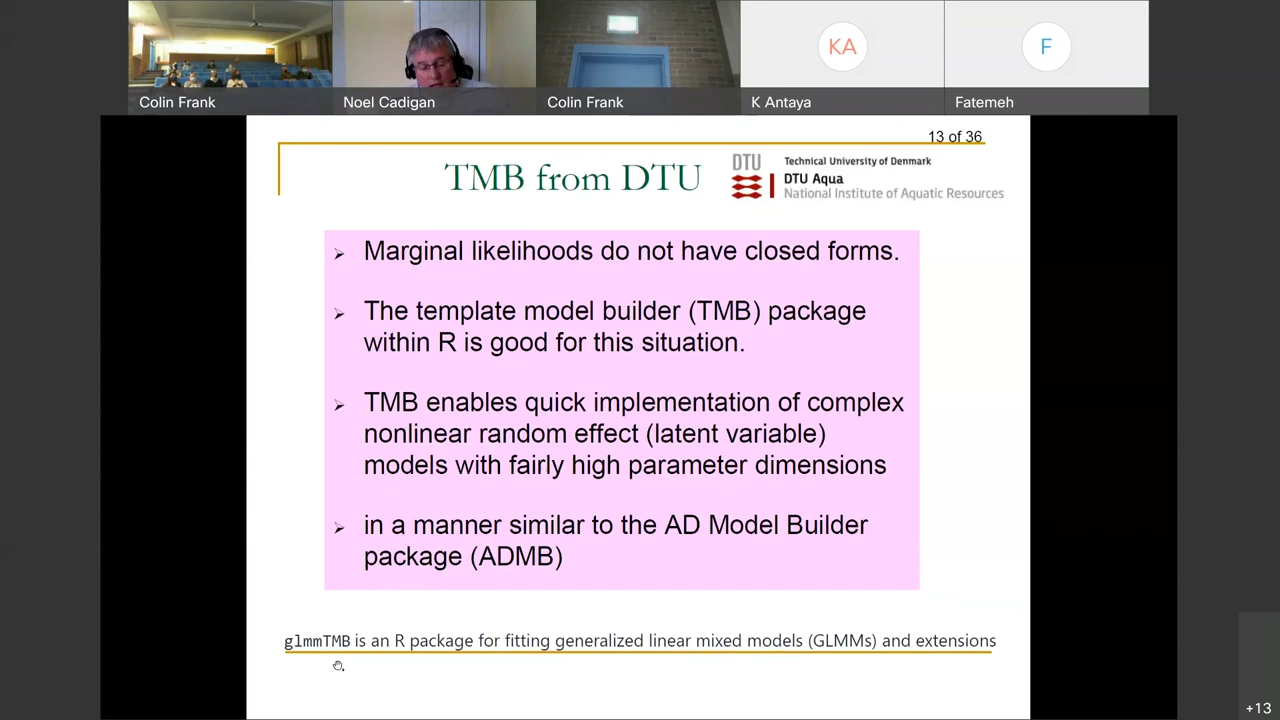 Colin Frank
Noel Cadigan
Colin Frank
KA
K Antaya
F
Fatemeh
13 of 36
TMB from DTU
DTU
Technical University of Denmark
DTU Aqua
National Institute of Aquatic Resources
➢ Marginal likelihoods do not have closed forms.
➢ The template model builder (TMB) package
within R is good for this situation.
➢ TMB enables quick implementation of complex
nonlinear random effect (latent variable)
models with fairly high parameter dimensions
➢ in a manner similar to the AD Model Builder
package (ADMB)
glmmTMB is an R package for fitting generalized linear mixed models (GLMMs) and extensions
+13